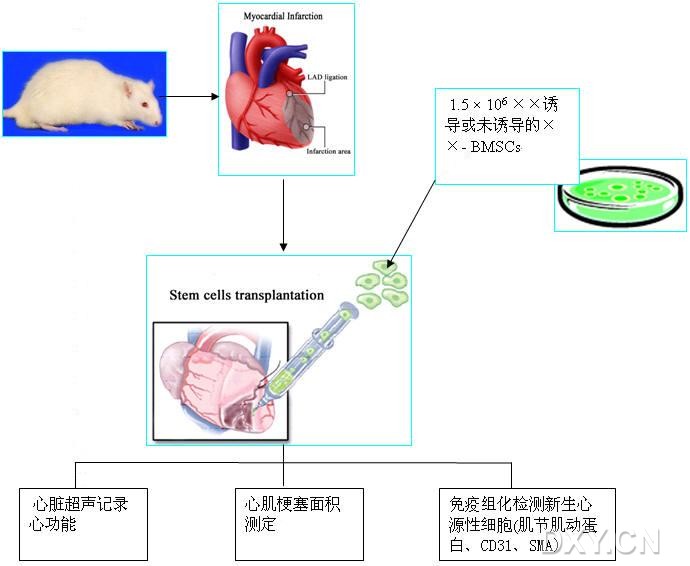 Myocardial Infarction
LAD ligation
Infarction area
1.5 × 10⁶ ××诱
导或未诱导的×
×- BMSCs
Stem cells transplantation
心脏超声记录
心功能
心肌梗塞面积
测定
免疫组化检测新生心
源性细胞(肌节肌动蛋
白、CD31、SMA)
DXY.CN